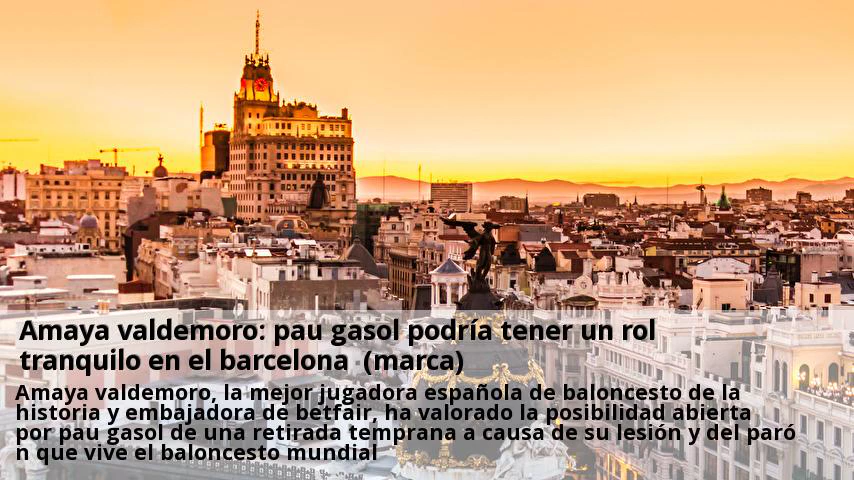 Amaya valdemoro: pau gasol podría tener un rol
tranquilo en el barcelona (marca)
Amaya valdemoro, la mejor jugadora española de baloncesto de la
historia y embajadora de betfair, ha valorado la posibilidad abierta
por pau gasol de una retirada temprana a causa de su lesión y del paró
n que vive el baloncesto mundial